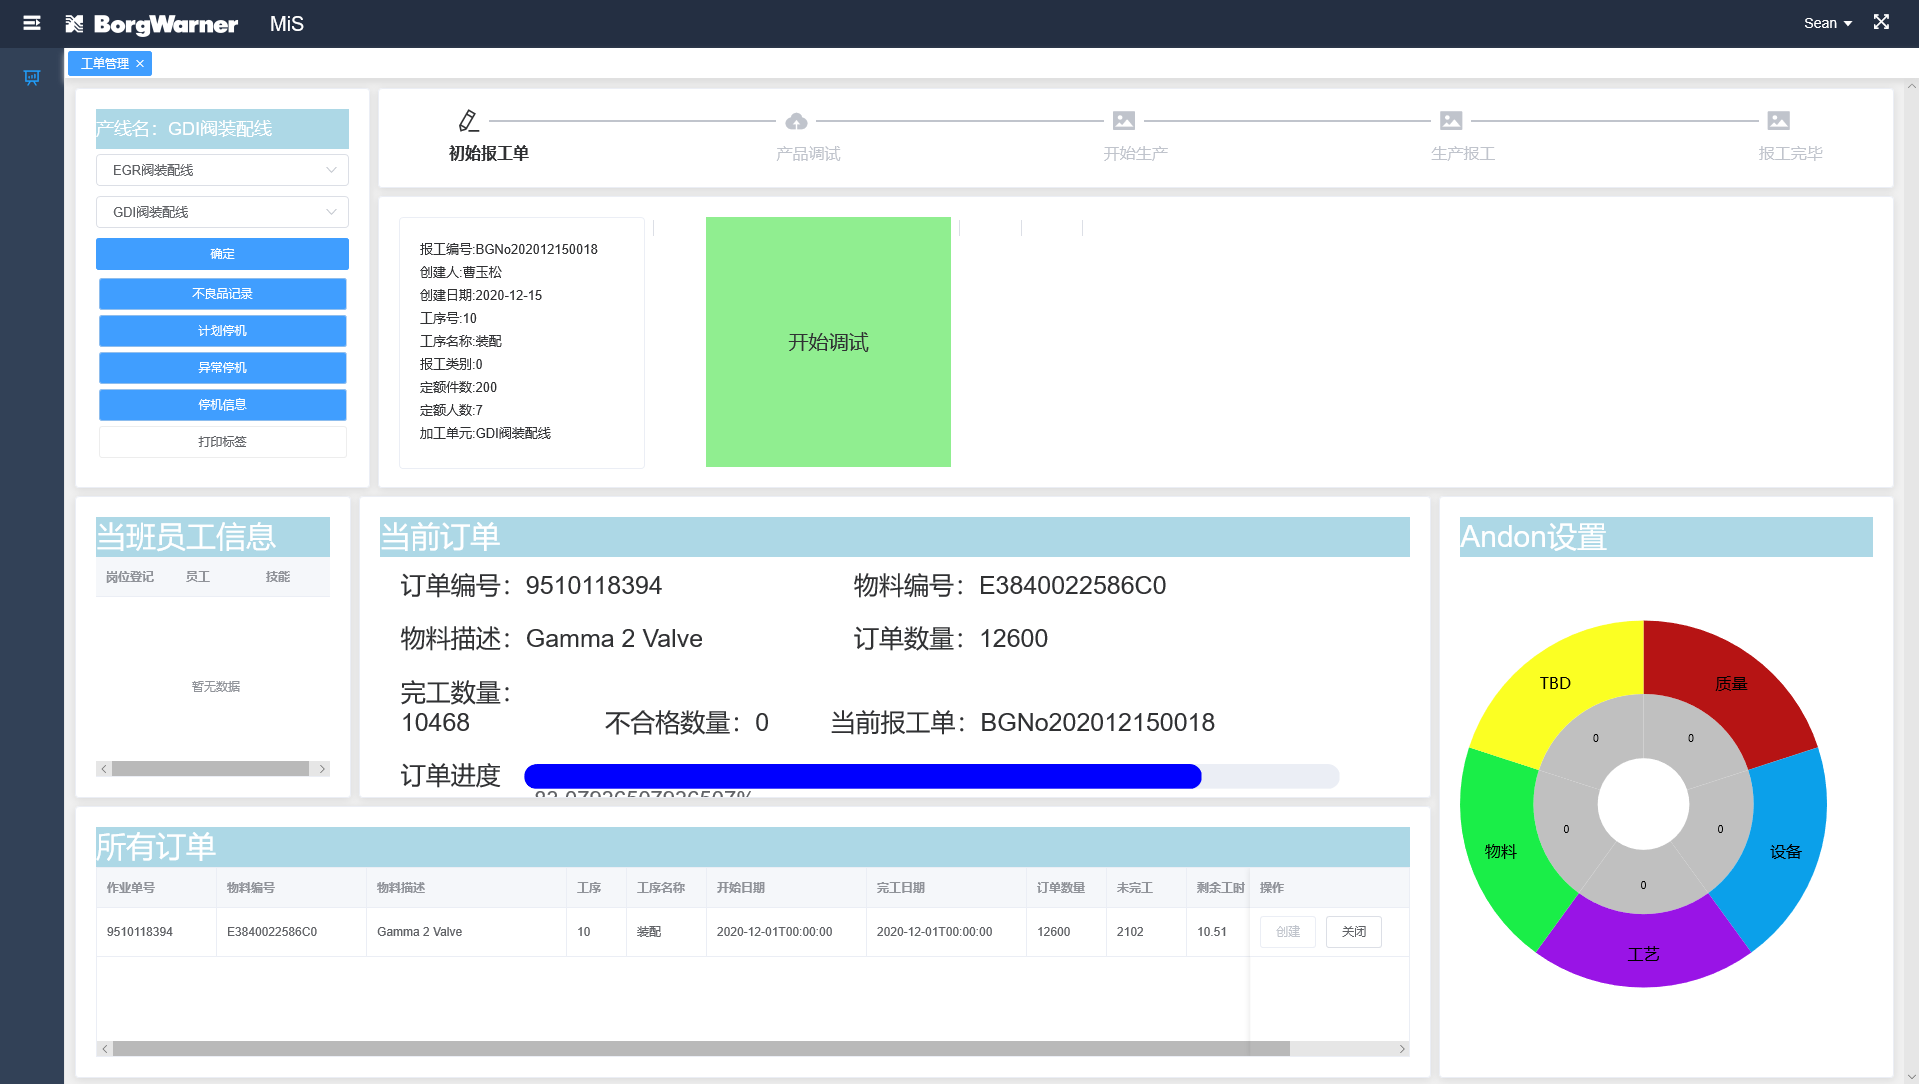 BorgWarner MiS Sean
工单管理
产线名：GDI阀装配线
EGR阀装配线
GDI阀装配线
确定
不良品记录
计划停机
异常停机
停机信息
打印标签
初始报工单 产品调试 开始生产 生产报工 报工完毕
报工编号:BGNo202012150018
创建人:曹玉松
创建日期:2020-12-15
工序号:10
工序名称:装配
报工类别:0
定额件数:200
定额人数:7
加工单元:GDI阀装配线
开始调试
当班员工信息
岗位登记 员工 技能
暂无数据
当前订单
订单编号：9510118394 物料编号：E3840022586C0
物料描述：Gamma 2 Valve 订单数量：12600
完工数量：
10468 不合格数量：0 当前报工单：BGNo202012150018
订单进度
Andon设置
TBD 质量
0 0
0 0
物料 设备
0
工艺
所有订单
作业单号 物料编号 物料描述 工序 工序名称 开始日期 完工日期 订单数量 未完工 剩余工时 操作
9510118394 E3840022586C0 Gamma 2 Valve 10 装配 2020-12-01T00:00:00 2020-12-01T00:00:00 12600 2102 10.51 创建 关闭